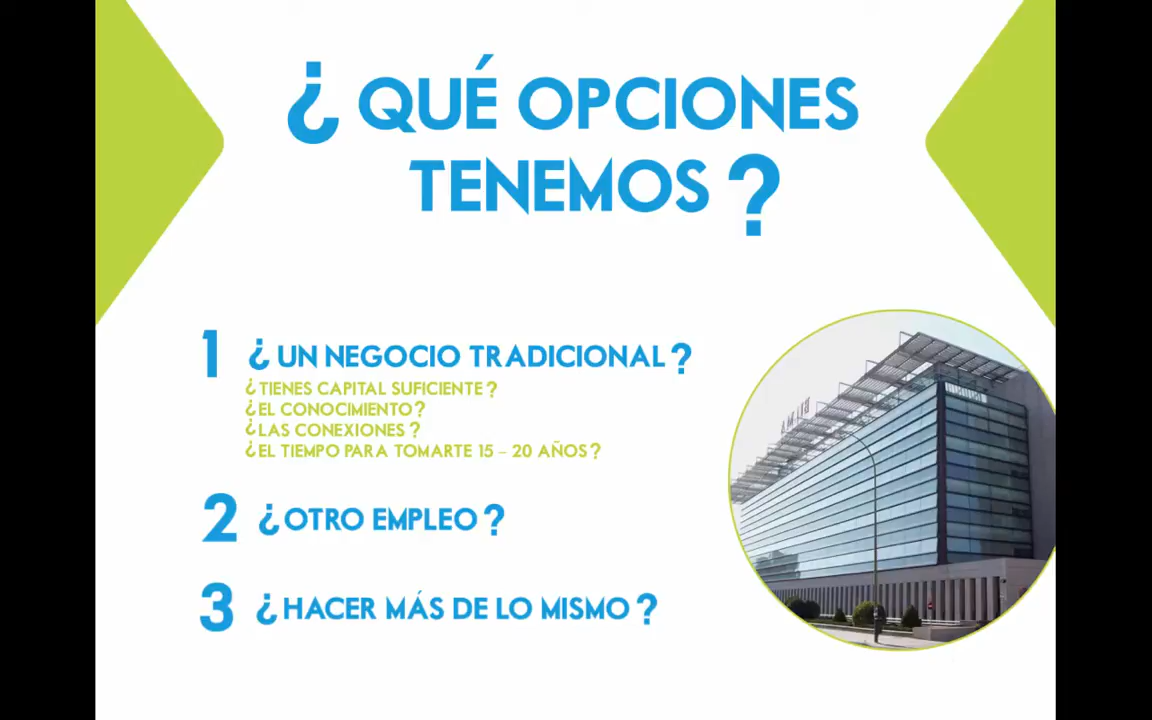 ¿QUÉ OPCIONES
TENEMOS?
1 ¿UN NEGOCIO TRADICIONAL?
¿TIENES CAPITAL SUFICIENTE?
¿EL CONOCIMIENTO?
¿LAS CONEXIONES?
¿EL TIEMPO PARA TOMARTE 15 – 20 AÑOS?
2 ¿OTRO EMPLEO?
3 ¿HACER MÁS DE LO MISMO?